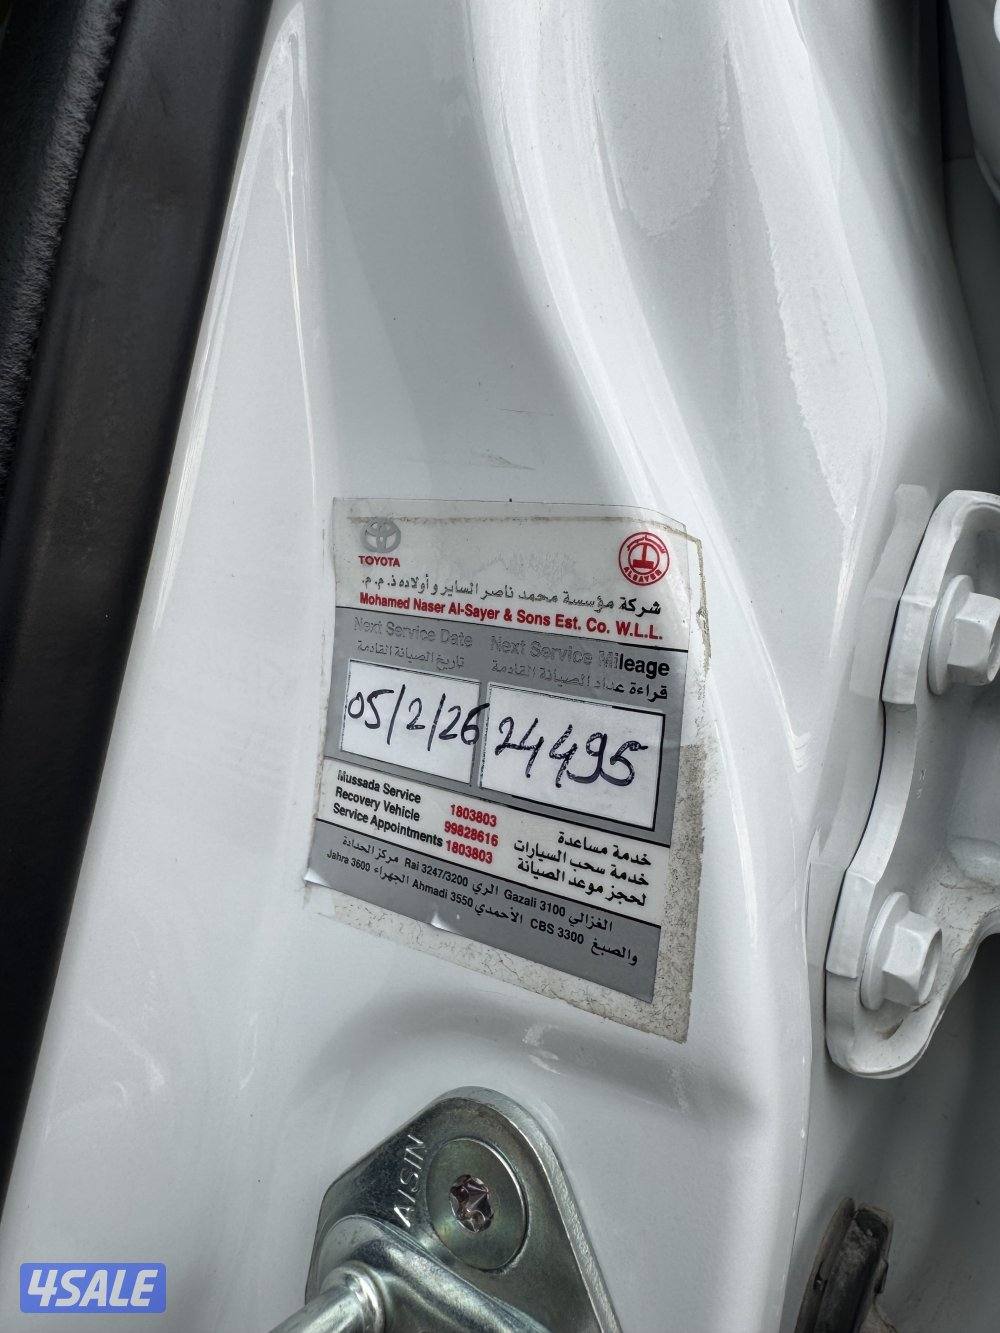 TOYOTA
ALSAYER
شركة مؤسسة محمد ناصر الساير و أولاده ذ.م.م.
Mohamed Naser Al-Sayer & Sons Est. Co. W.L.L.
Next Service Date Next Service Mileage
تاريخ الصيانة القادمة قراءة عداد الصيانة القادمة
05/2/26 24495
Mussada Service 1803803 خدمة مساعدة
Recovery Vehicle 99828616 خدمة سحب السيارات
Service Appointments 1803803 لحجز موعد الصيانة
الغزالي Gazali 3100 الري Rai 3247/3200 مركز الحدادة
والصبغ CBS 3300 الأحمدي Ahmadi 3550 الجهراء Jahra 3600
AISIN
4SALE